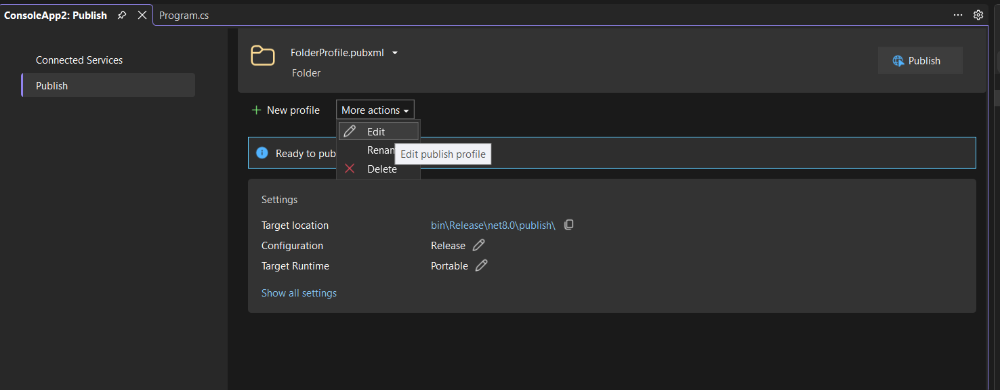 ConsoleApp2: Publish
Program.cs
Connected Services
Publish
FolderProfile.pubxml
Folder
Publish
New profile
More actions
Edit
Renam
Edit publish profile
Delete
Ready to pub
Settings
Target location bin\Release\net8.0\publish\
Configuration Release
Target Runtime Portable
Show all settings